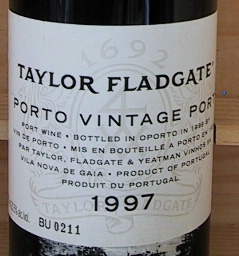 1692
TAYLOR FLADGATE
PORTO VINTAGE POR
PORT WINE • BOTTLED IN OPORTO IN 1999 BY
VIN DE PORTO • MIS EN BOUTEILLE À PORTO EN
PAR TAYLOR, FLADGATE & YEATMAN VINHOS
VILA NOVA DE GAIA • PRODUCT OF PORTUGAL
PRODUIT DU PORTUGAL
1997
BU 0211